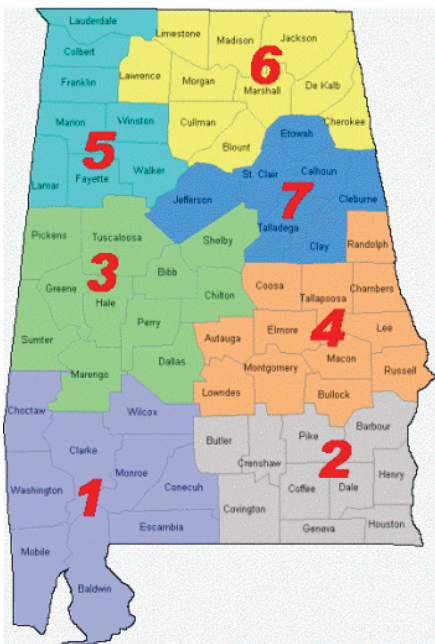 Lauderdale
Limestone
Madison
Jackson
Colbert
Lawrence
Franklin
Morgan
6
Marshall
De Kalb
Marion
Winston
Cullman
Cherokee
Etowah
5
Blount
Walker
St. Clair
Calhoun
Lamar
Fayette
7
Jefferson
Cleburne
Talladega
Pickens
Tuscaloosa
Shelby
Clay
Randolph
3
Bibb
Greene
Hale
Chilton
Coosa
Tallapoosa
Chambers
Perry
4
Sumter
Autauga
Elmore
Lee
Dallas
Macon
Marengo
Montgomery
Russell
Lowndes
Bullock
Choctaw
Wilcox
Butler
Pike
Barbour
Clarke
Crenshaw
2
Monroe
Conecuh
Henry
Washington
1
Coffee
Dale
Covington
Escambia
Geneva
Houston
Mobile
Baldwin